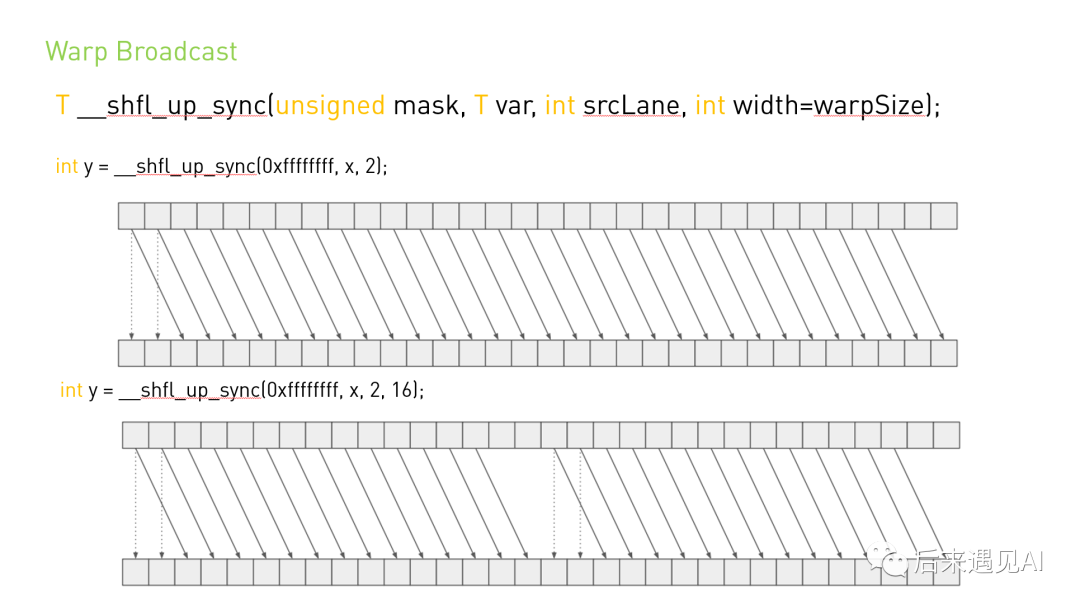 Warp Broadcast
T __shfl_up_sync(unsigned mask, T var, int srcLane, int width=warpSize);
int y = __shfl_up_sync(0xffffffff, x, 2);
int y = __shfl_up_sync(0xffffffff, x, 2, 16);
后来遇见AI